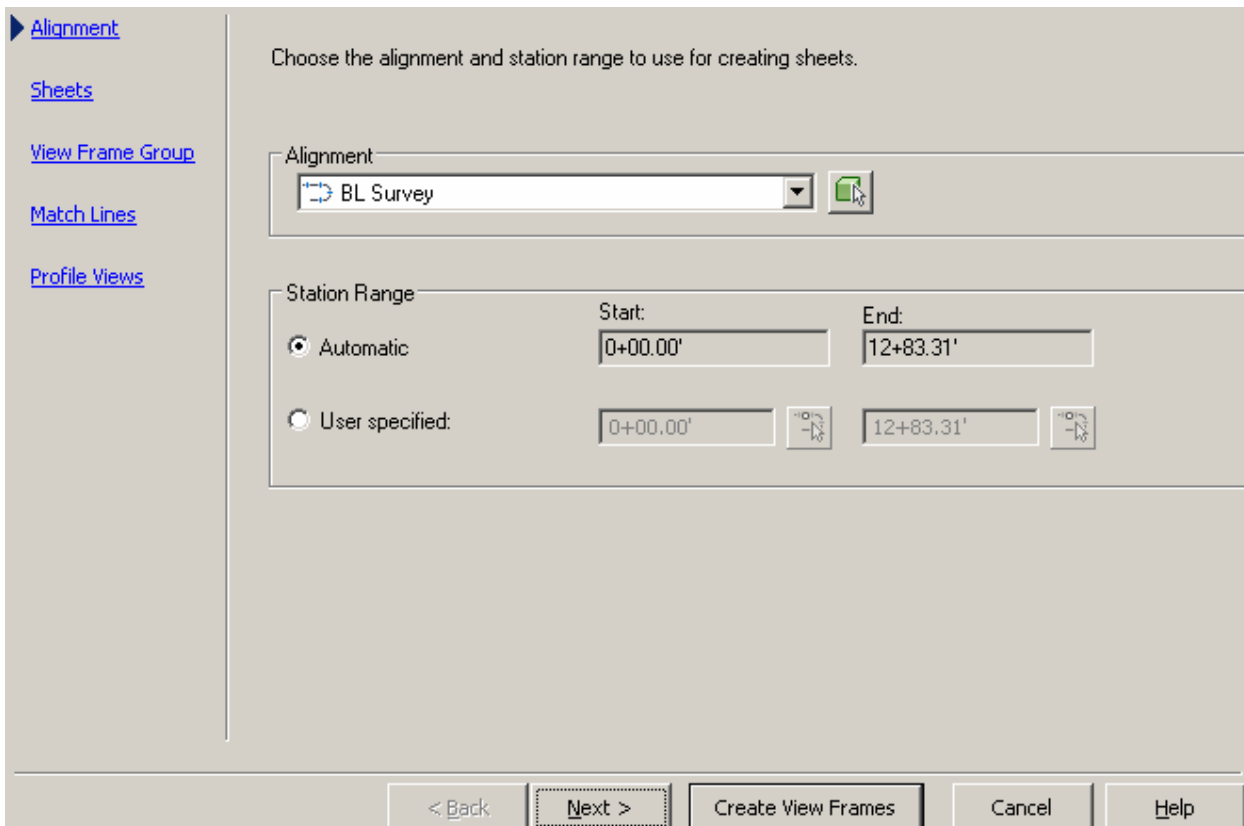 Alignment
Sheets
View Frame Group
Match Lines
Profile Views
Choose the alignment and station range to use for creating sheets.
Alignment
BL Survey
Station Range
Start:
End:
Automatic
0+00.00'
12+83.31'
User specified:
0+00.00'
12+83.31'
< Back
Next >
Create View Frames
Cancel
Help